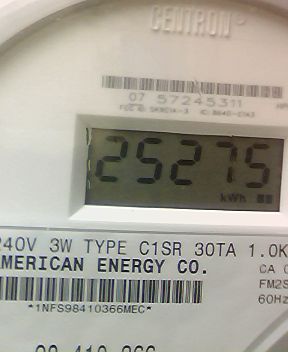 CENTRON®
07 57245311
25275
kWh
240V 3W TYPE C1SR 30TA 1.0K
AMERICAN ENERGY CO.
CA
FM2S
60Hz
*1NFS98410366MEC*